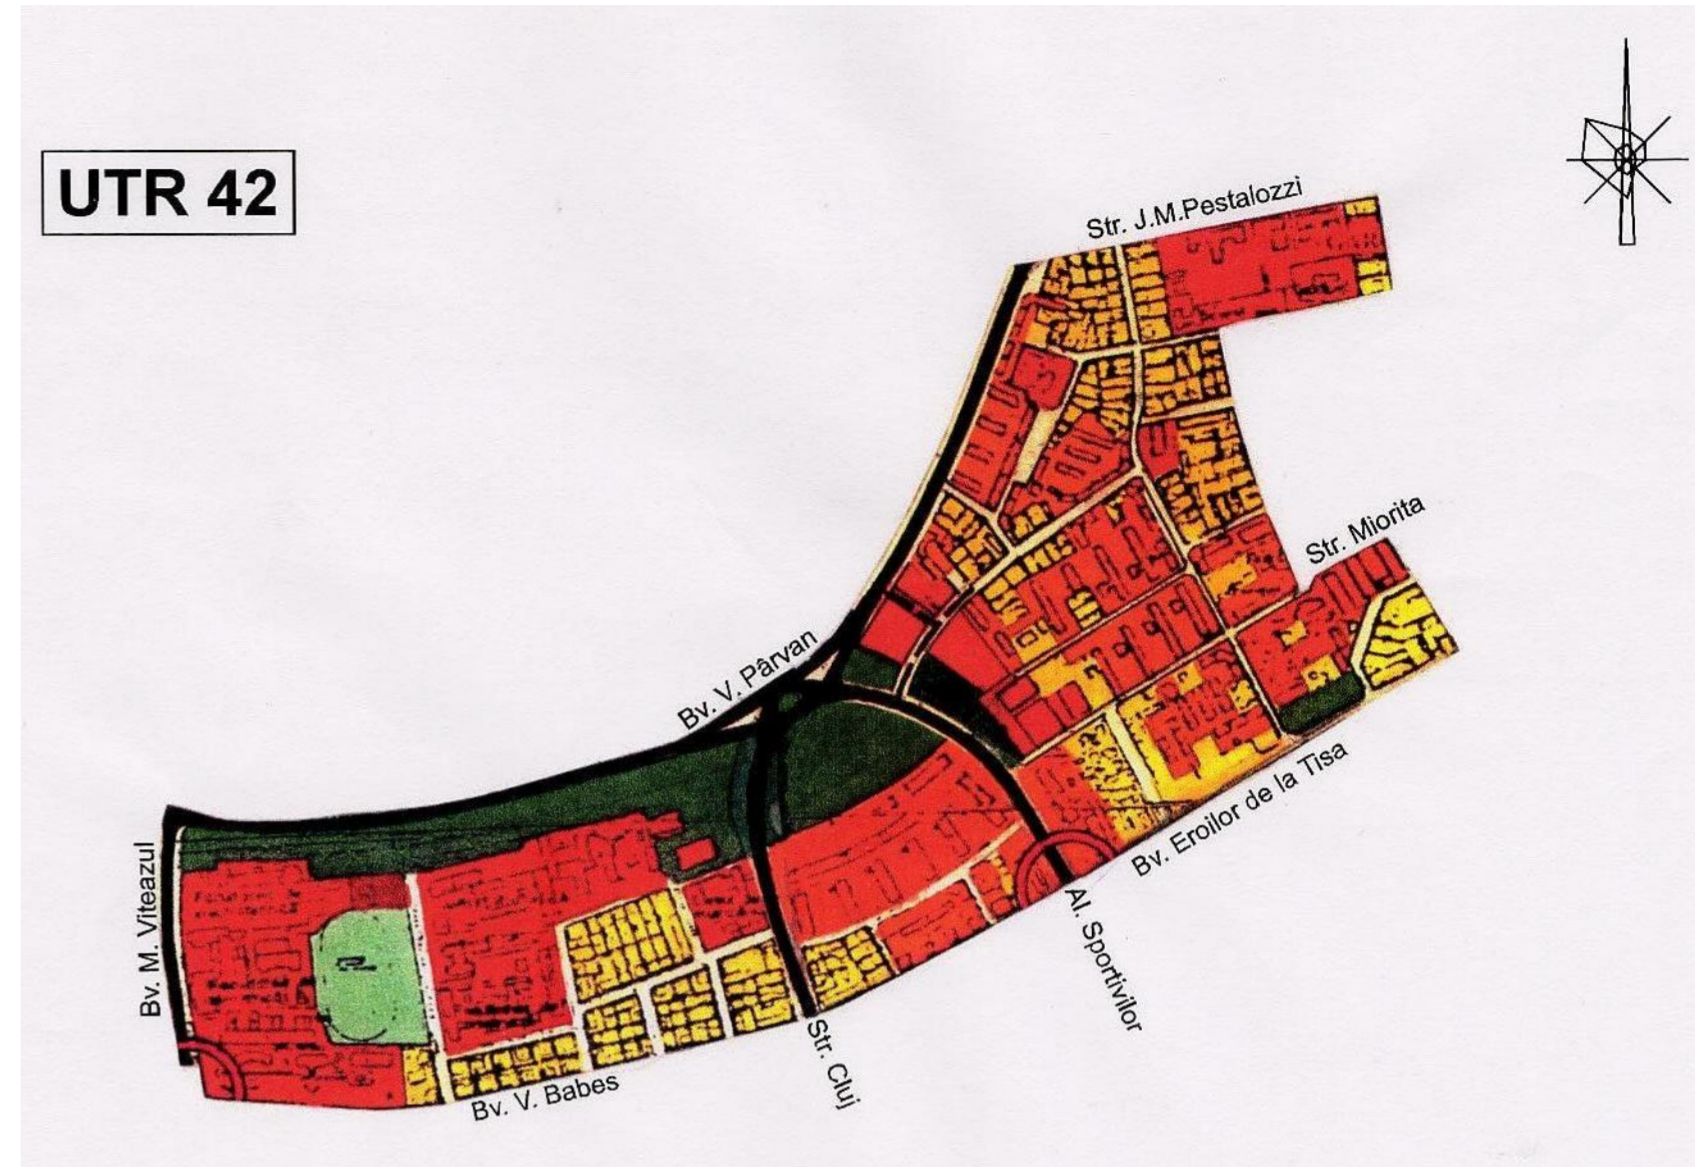 UTR 42
Str. J.M.Pestalozzi
Str. Miorita
Bv. V. Pârvan
Bv. Eroilor de la Tisa
Bv. M. Viteazul
Al. Sportivilor
Str. Cluj
Bv. V. Babes